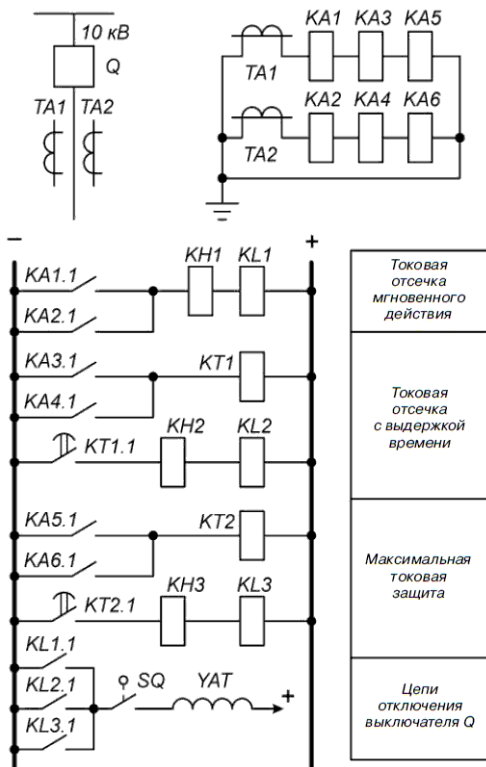 10 кВ
Q
TA1 TA2
KA1 KA3 KA5
TA1
KA2 KA4 KA6
TA2
– +
KA1.1
KH1 KL1
KA2.1
Токовая
отсечка
мгновенного
действия
KA3.1
KT1
KA4.1
KT1.1
KH2 KL2
Токовая
отсечка
с выдержкой
времени
KA5.1
KT2
KA6.1
KT2.1
KH3 KL3
Максимальная
токовая
защита
KL1.1
KL2.1
SQ YAT +
KL3.1
Цепи
отключения
выключателя Q